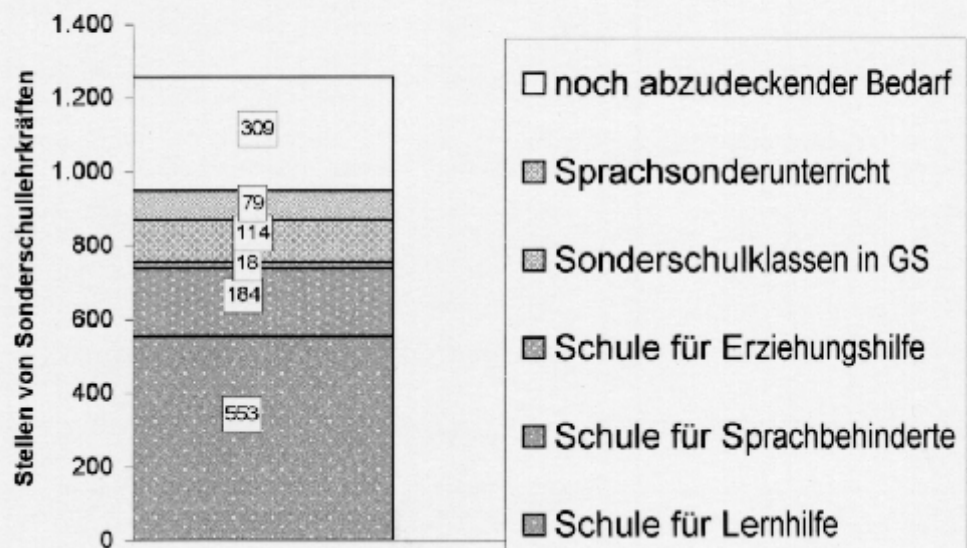 Stellen von Sonderschullehrkräften
1.400
1.200
1.000
800
600
400
200
0
309
79
114
18
184
553
noch abzudeckender Bedarf
Sprachsonderunterricht
Sonderschulklassen in GS
Schule für Erziehungshilfe
Schule für Sprachbehinderte
Schule für Lernhilfe